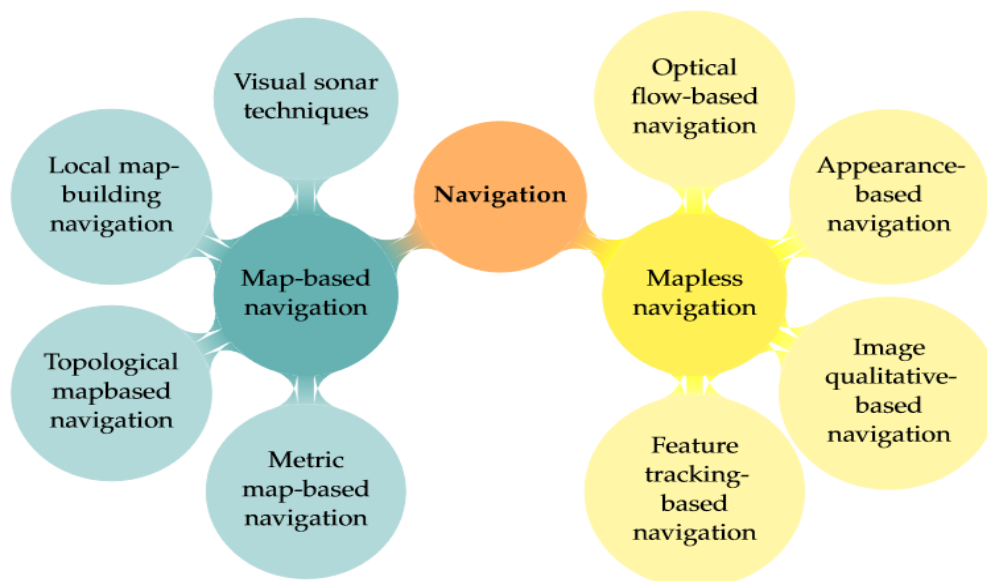 Visual sonar
techniques
Local map-
building
navigation
Map-based
navigation
Topological
mapbased
navigation
Metric
map-based
navigation
Navigation
Optical
flow-based
navigation
Appearance-
based
navigation
Mapless
navigation
Image
qualitative-
based
navigation
Feature
tracking-
based
navigation